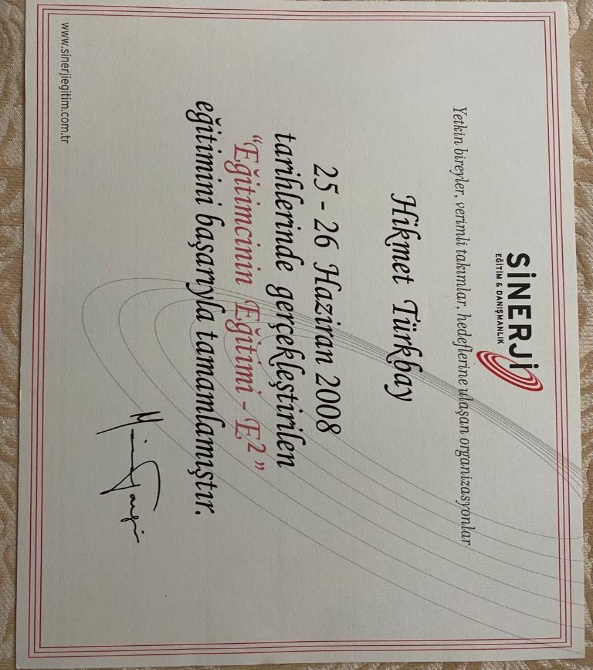 SİNERJİ
EĞİTİM & DANIŞMANLIK
Yetkin bireyler, verimli takımlar, hedeflerine ulaşan organizasyonlar
Hikmet Türkbay
25 - 26 Haziran 2008
tarihlerinde gerçekleştirilen
“Eğitimcinin Eğitimi - E²”
eğitimini başarıyla tamamlamıştır.
www.sinerjiegitim.com.tr